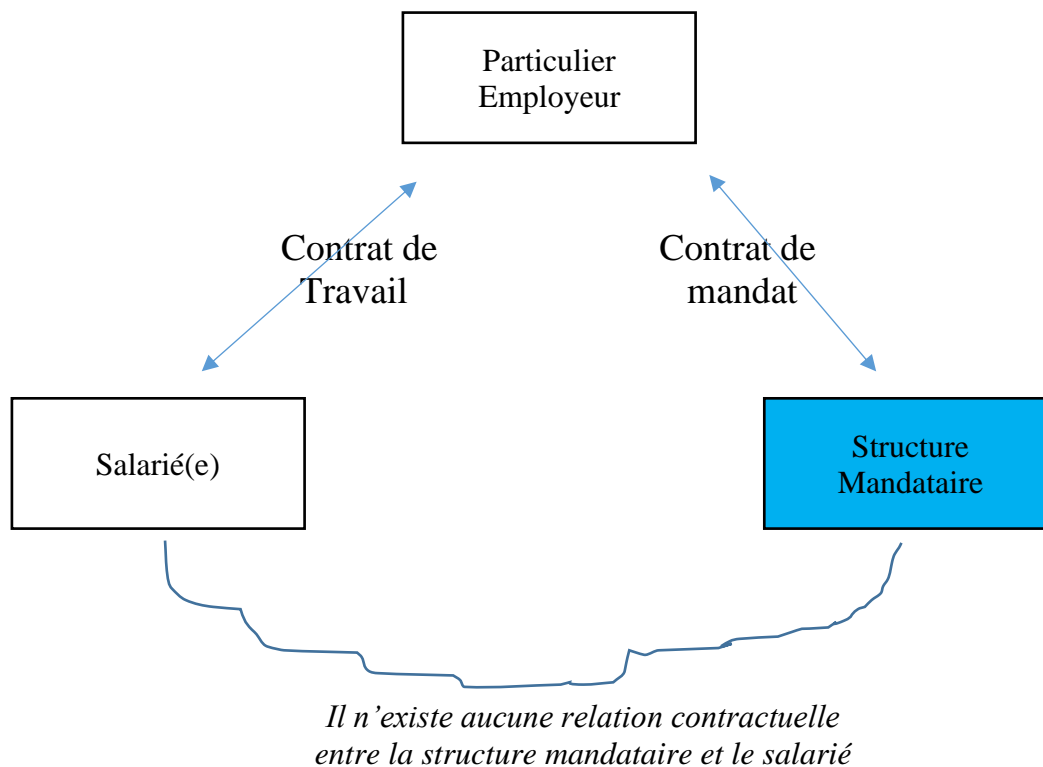 Particulier
Employeur
Contrat de
Travail
Contrat de
mandat
Salarié(e)
Structure
Mandataire
Il n’existe aucune relation contractuelle
entre la structure mandataire et le salarié